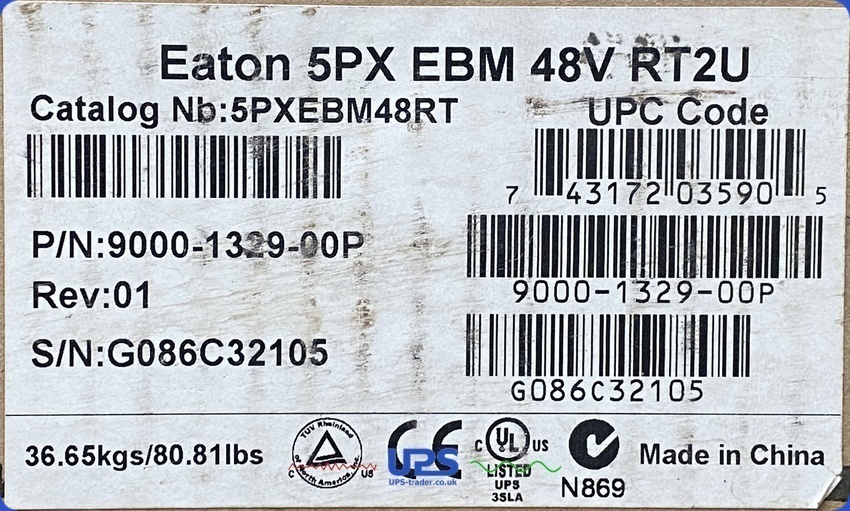 Eaton 5PX EBM 48V RT2U
Catalog Nb:5PXEBM48RT
UPC Code
7 43172 03590 5
P/N:9000-1329-00P
9000-1329-00P
Rev:01
S/N:G086C32105
G086C32105
36.65kgs/80.81lbs
TUV Rheinland
of North America, Inc.
C US
CE
UPS
UPS-trader.co.uk
C UL US
LISTED
UPS
3SLA
N869
Made in China